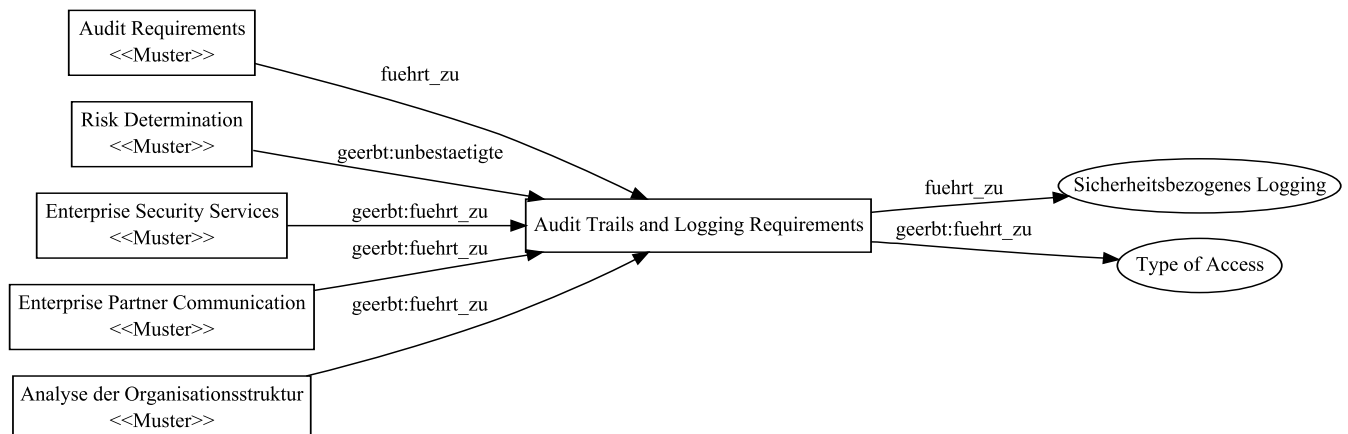 Audit Requirements
<<Muster>>
fuehrt_zu
Risk Determination
<<Muster>>
geerbt:unbestaetigte
Enterprise Security Services
<<Muster>>
geerbt:fuehrt_zu
geerbt:fuehrt_zu
Enterprise Partner Communication
<<Muster>>
geerbt:fuehrt_zu
Analyse der Organisationsstruktur
<<Muster>>
Audit Trails and Logging Requirements
fuehrt_zu
Sicherheitsbezogenes Logging
geerbt:fuehrt_zu
Type of Access